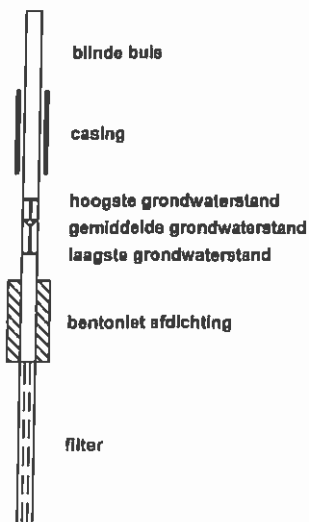 blinde buis
casing
hoogste grondwaterstand
gemiddelde grondwaterstand
laagste grondwaterstand
bentoniet afdichting
filter